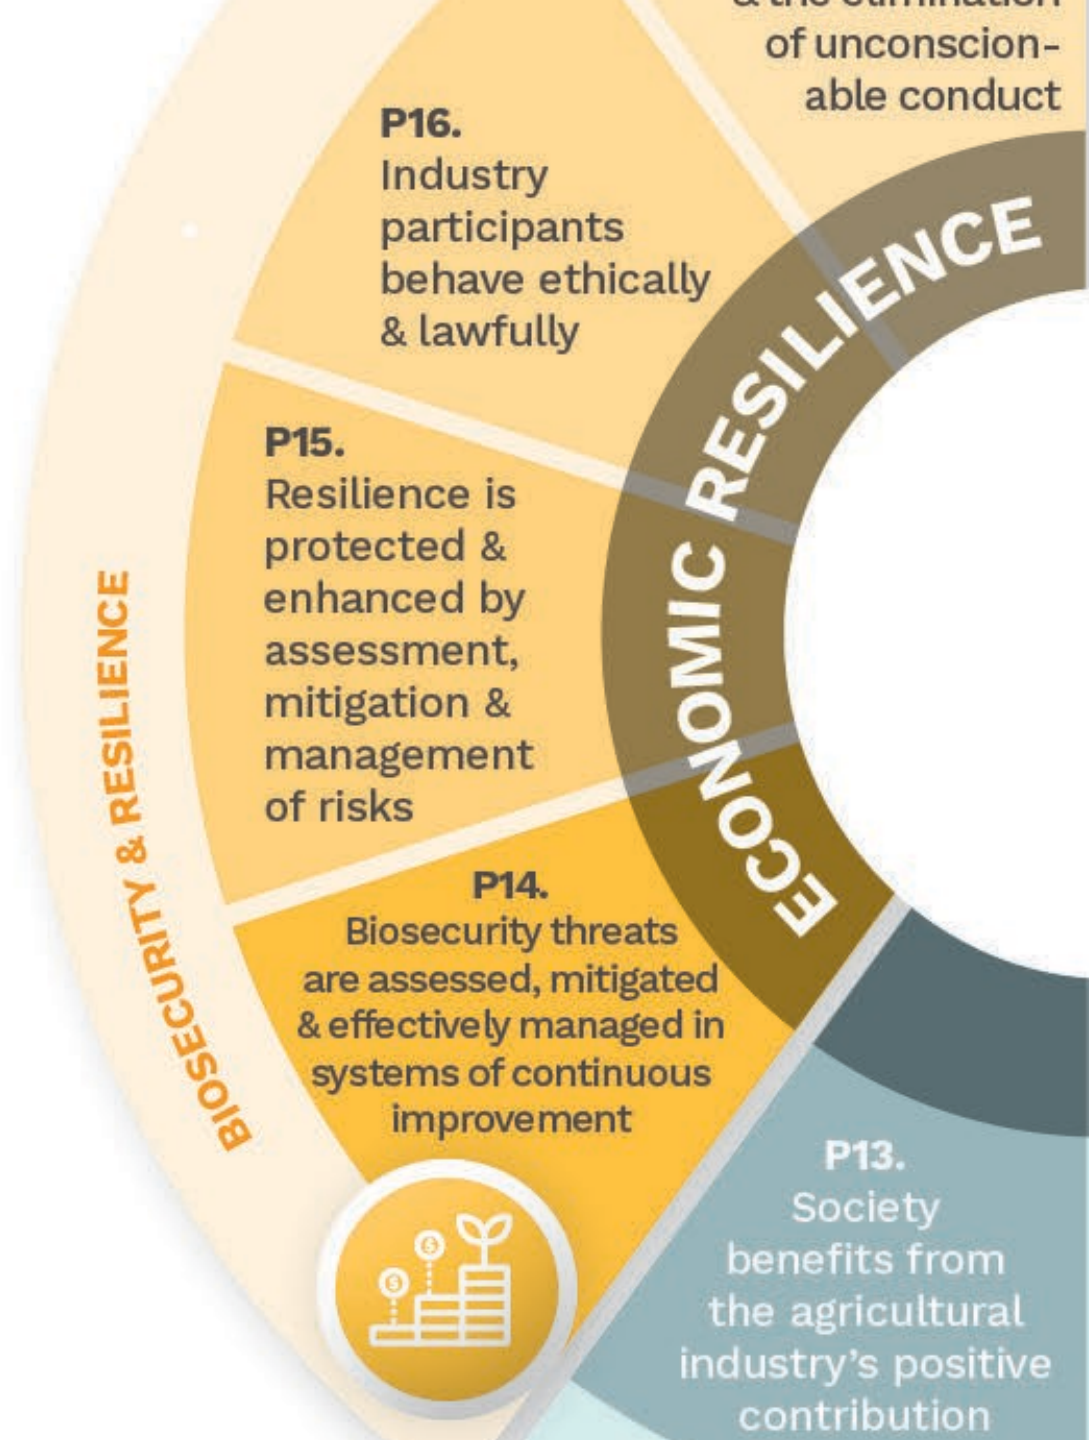 & the elimination
of unconscion-
able conduct
P16.
Industry
participants
behave ethically
& lawfully
P15.
Resilience is
protected &
enhanced by
assessment,
mitigation &
management
of risks
P14.
Biosecurity threats
are assessed, mitigated
& effectively managed in
systems of continuous
improvement
P13.
Society
benefits from
the agricultural
industry's positive
contribution
ECONOMIC RESILIENCE
BIOSECURITY & RESILIENCE
$
$